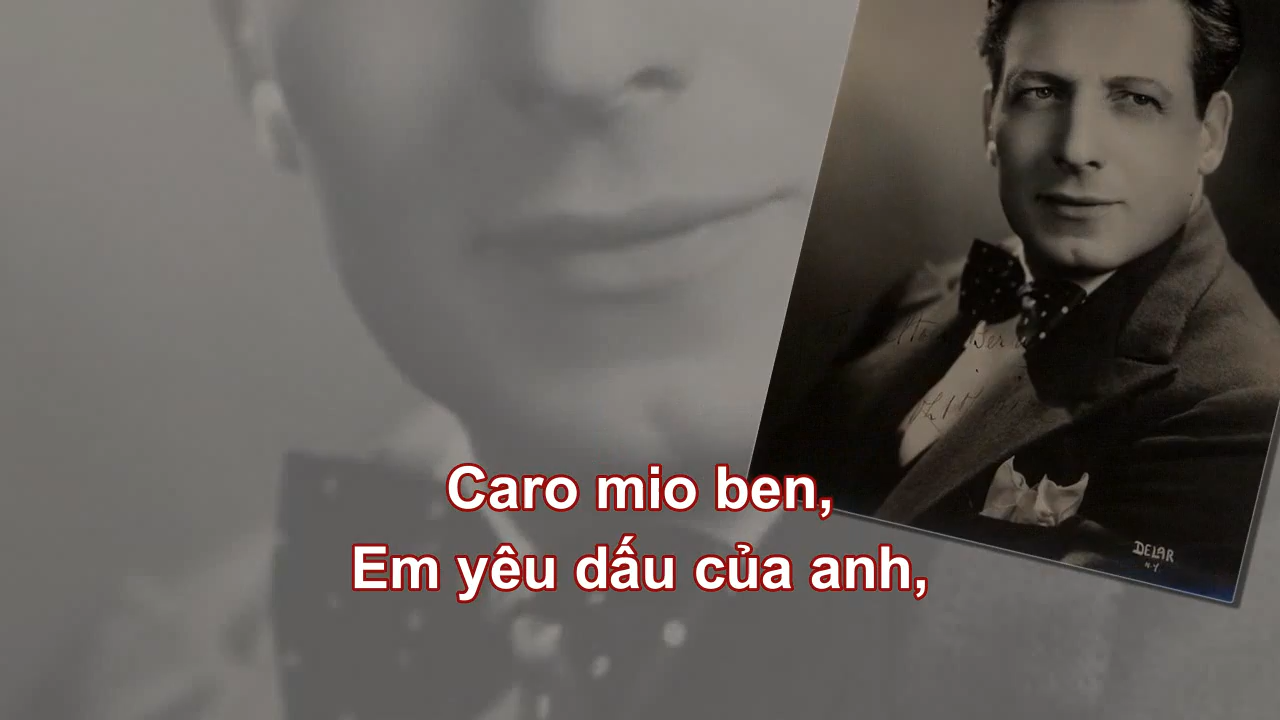 Caro mio ben,
Em yêu dấu của anh,
DELAR
N-Y